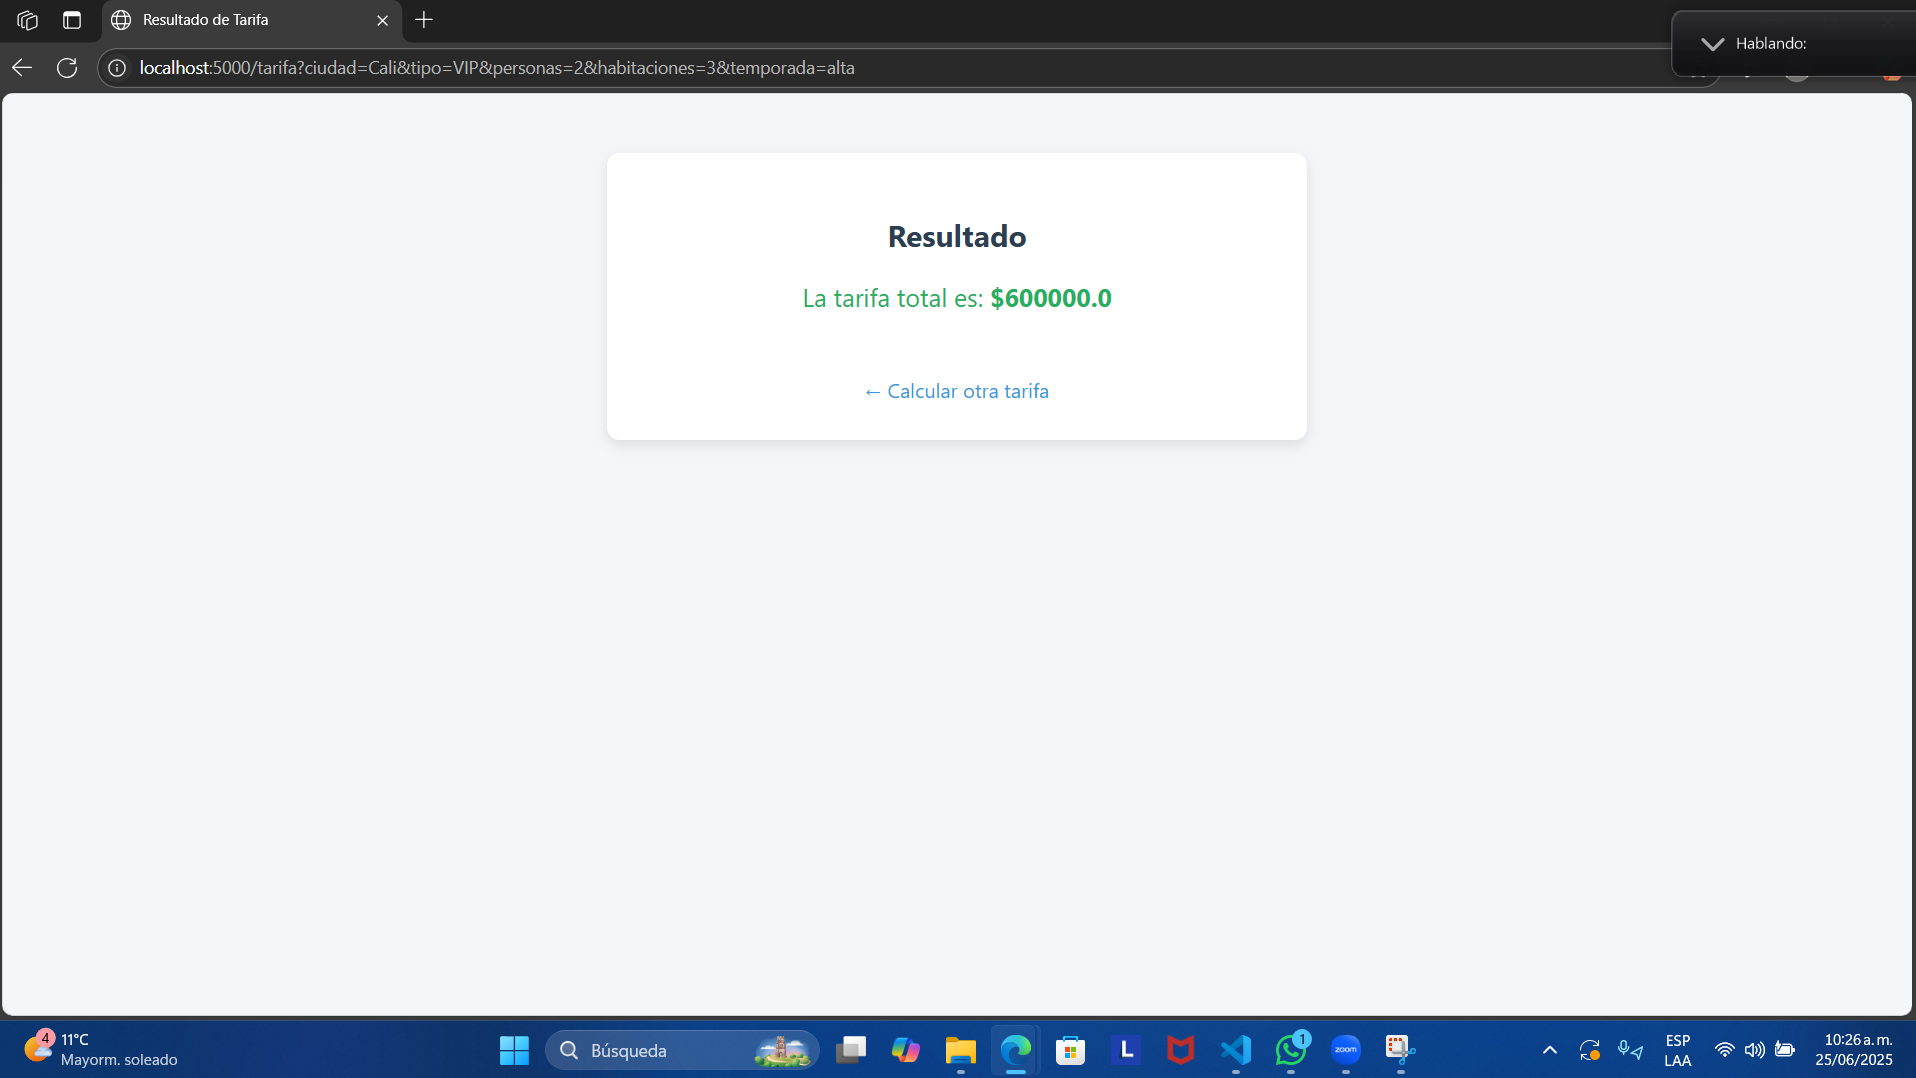 Resultado de Tarifa
Hablando:
localhost:5000/tarifa?ciudad=Cali&tipo=VIP&personas=2&habitaciones=3&temporada=alta
Resultado
La tarifa total es: $600000.0
← Calcular otra tarifa
4
11°C
Mayorm. soleado
Búsqueda
L
1
zoom
ESP
LAA
10:26 a. m.
25/06/2025